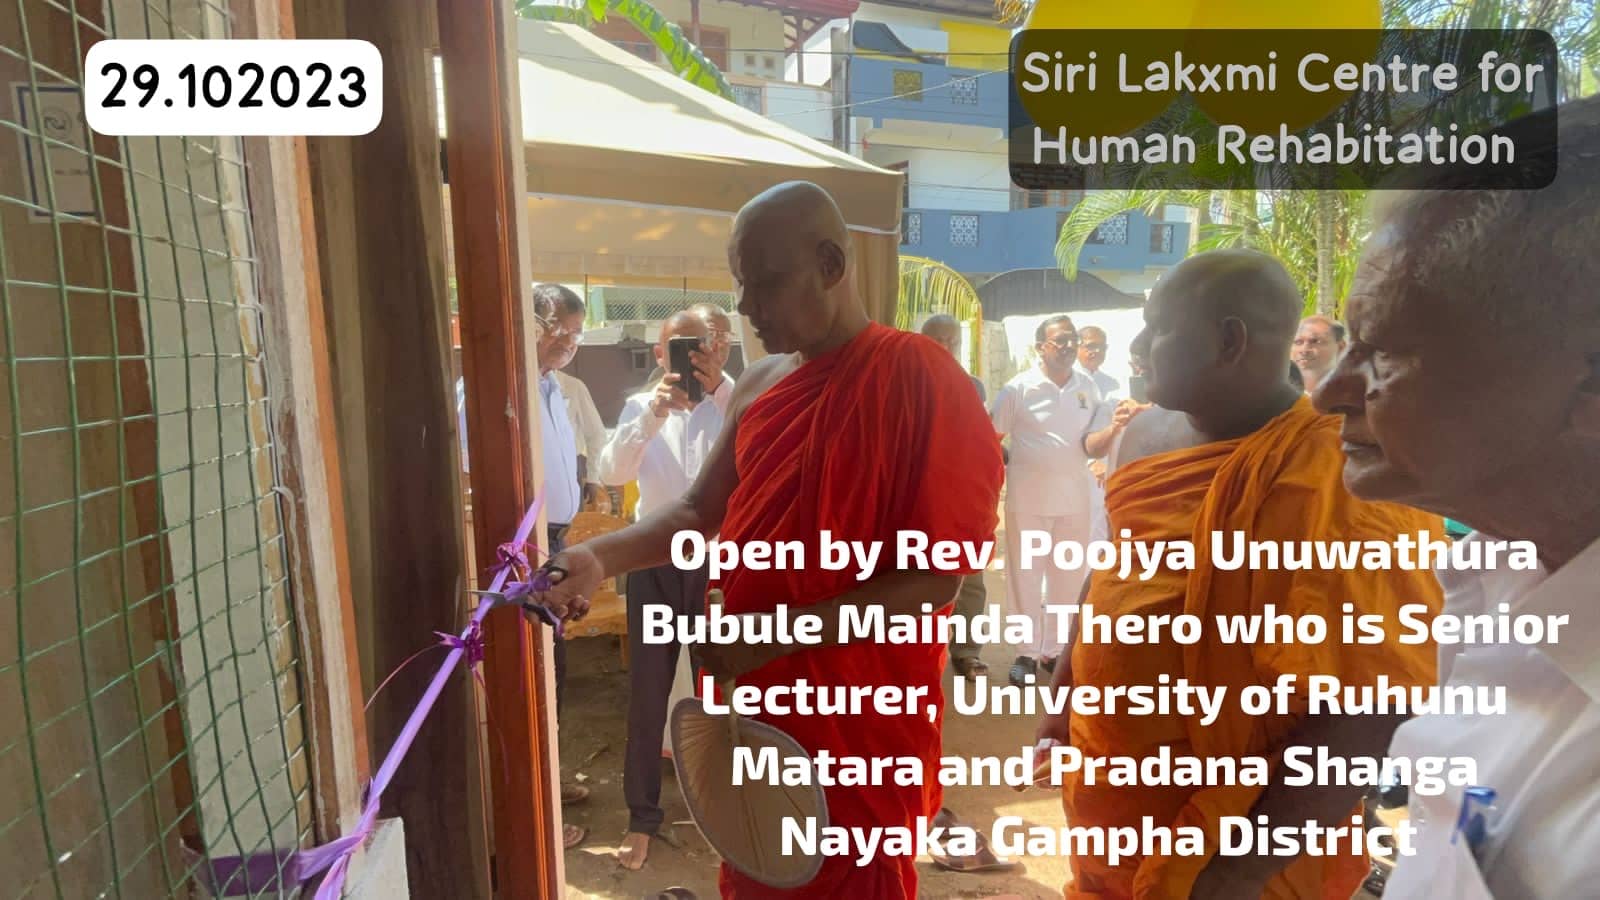 29.102023
Siri Lakxmi Centre for
Human Rehabitation
Open by Rev. Poojya Unuwathura
Bubule Mainda Thero who is Senior
Lecturer, University of Ruhunu
Matara and Pradana Shanga
Nayaka Gampha District